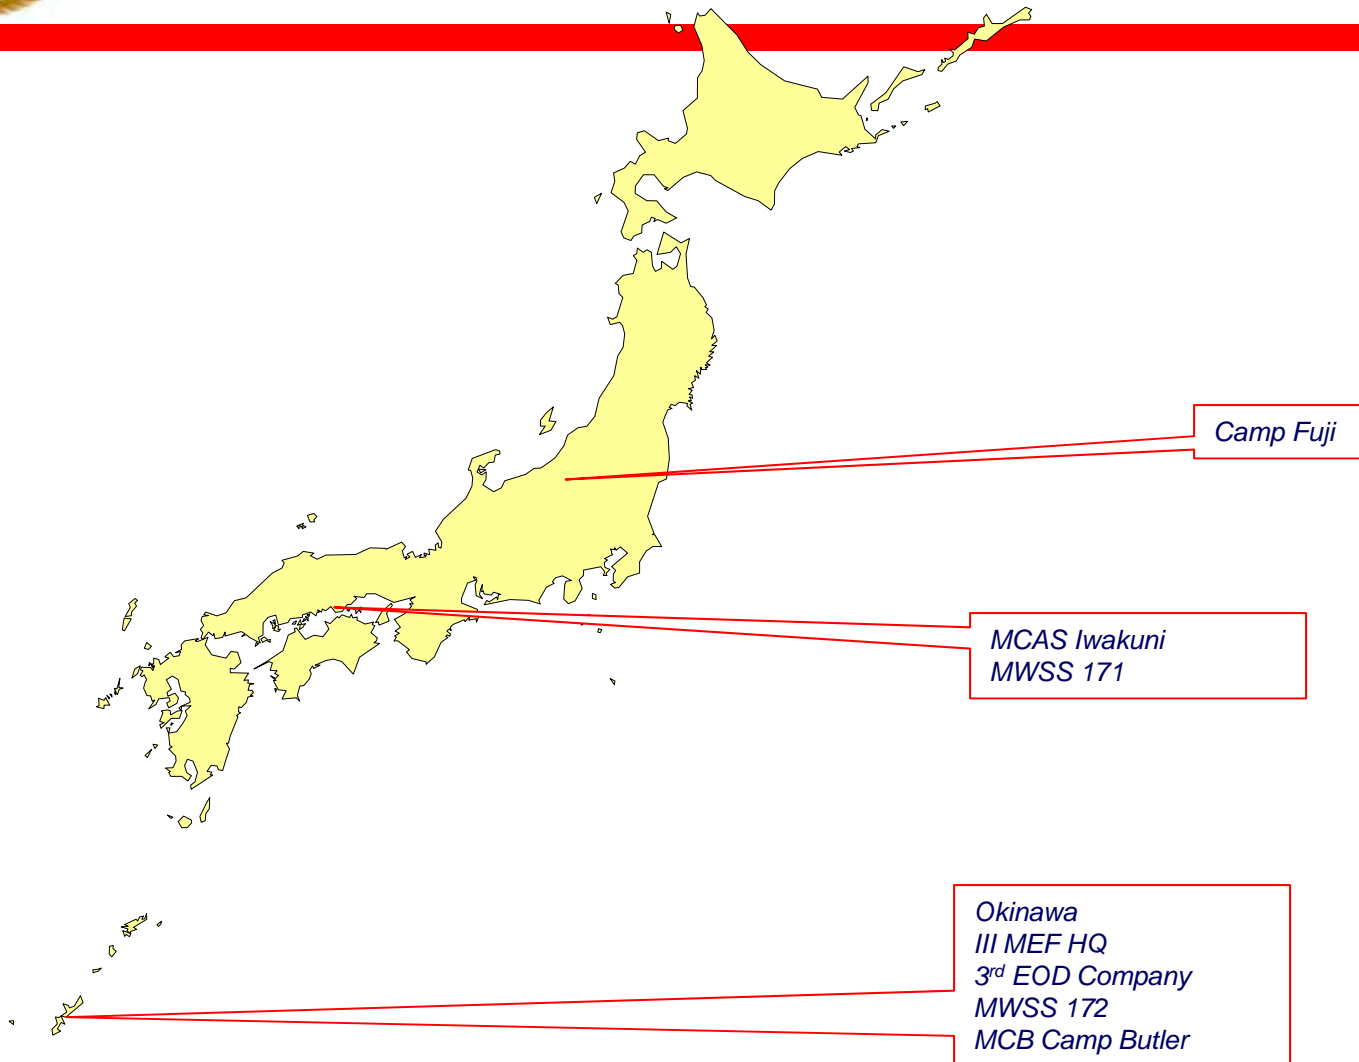 Camp Fuji
MCAS Iwakuni
MWSS 171
Okinawa
III MEF HQ
3rd EOD Company
MWSS 172
MCB Camp Butler